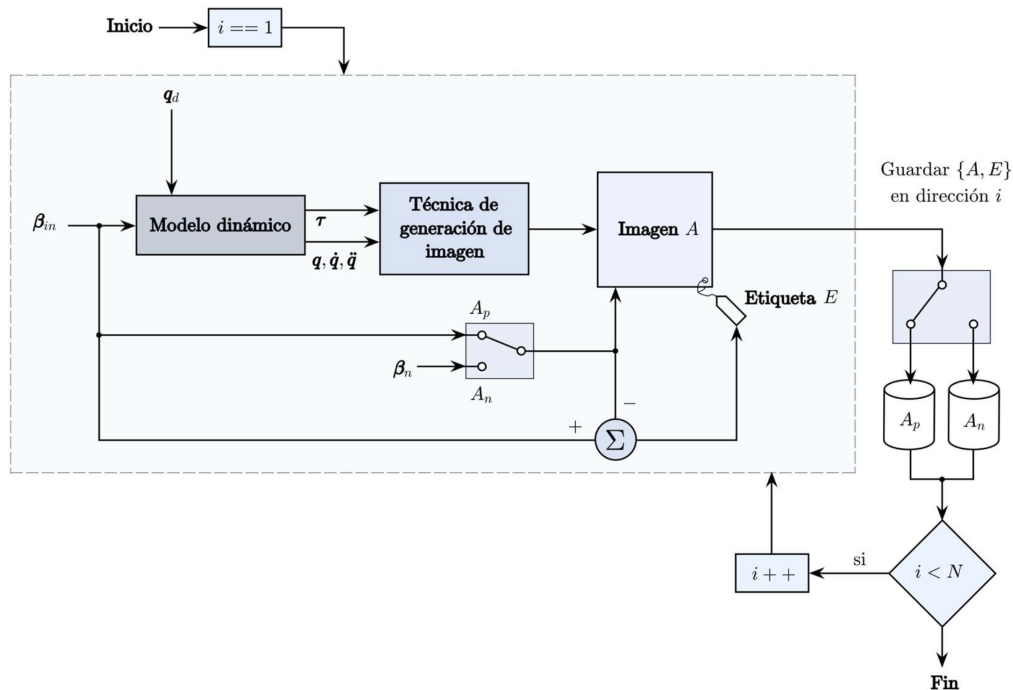 Inicio
i == 1
q_d
Guardar {A, E}
en dirección i
β_in
Modelo dinámico
τ
q, q̇, q̈
Técnica de
generación de
imagen
Imagen A
Etiqueta E
A_p
β_n
A_n
−
+
Σ
A_p
A_n
si
i++
i < N
Fin